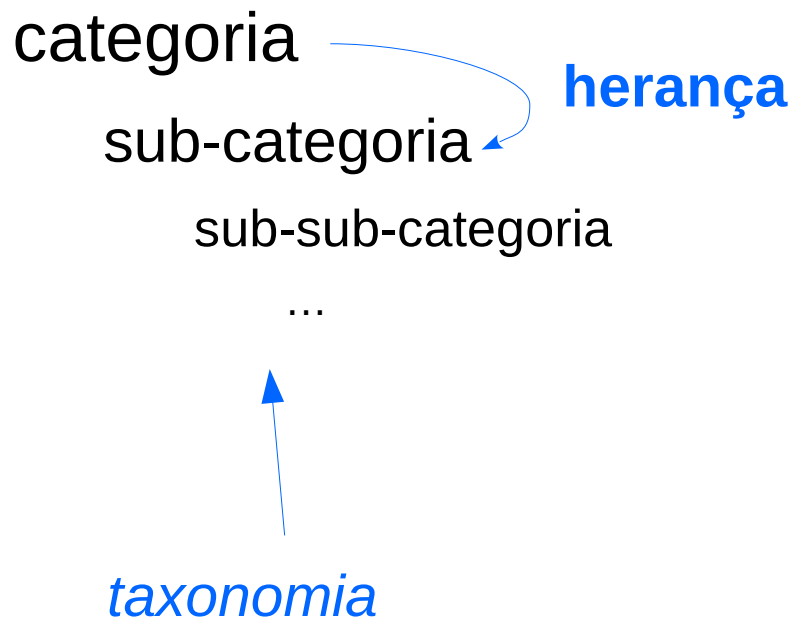 categoria
herança
sub-categoria
sub-sub-categoria
...
taxonomia